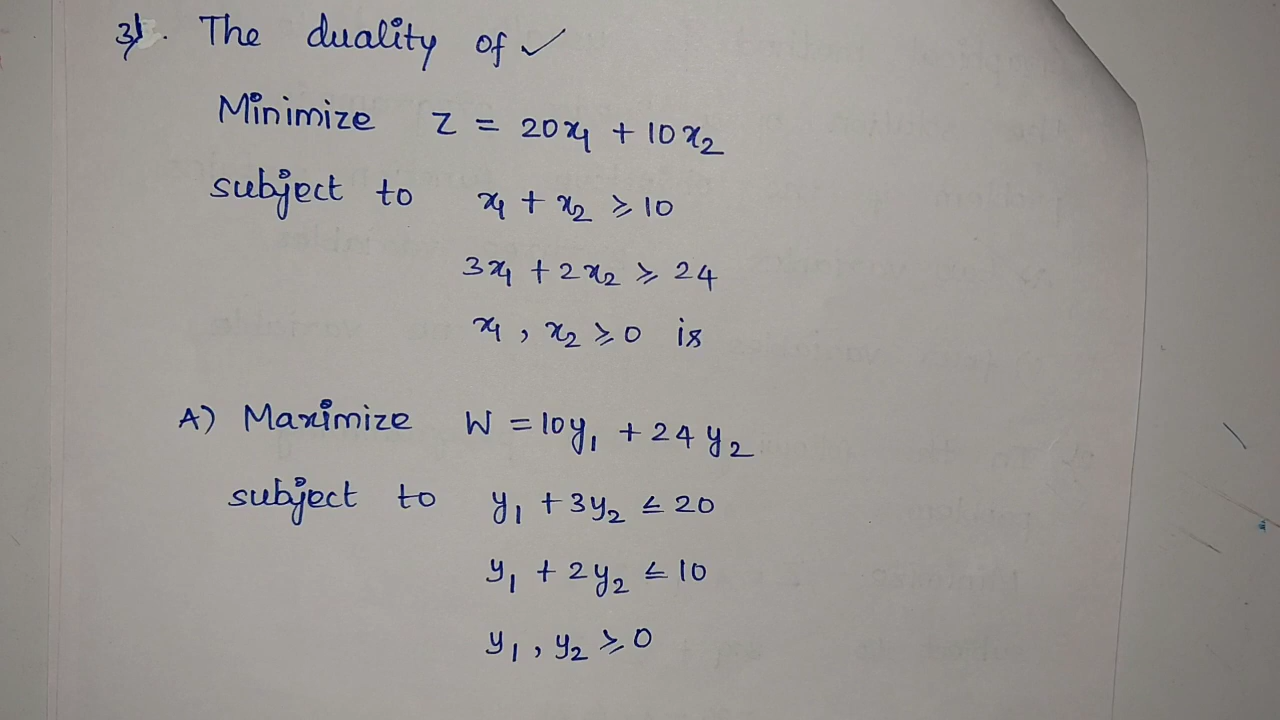 3). The duality of ✓
Minimize Z = 20x₁ + 10x₂
subject to x₁ + x₂ ≥ 10
3x₁ + 2x₂ ≥ 24
x₁, x₂ ≥ 0 is
A) Maximize W = 10y₁ + 24y₂
subject to y₁ + 3y₂ ≤ 20
y₁ + 2y₂ ≤ 10
y₁, y₂ ≥ 0